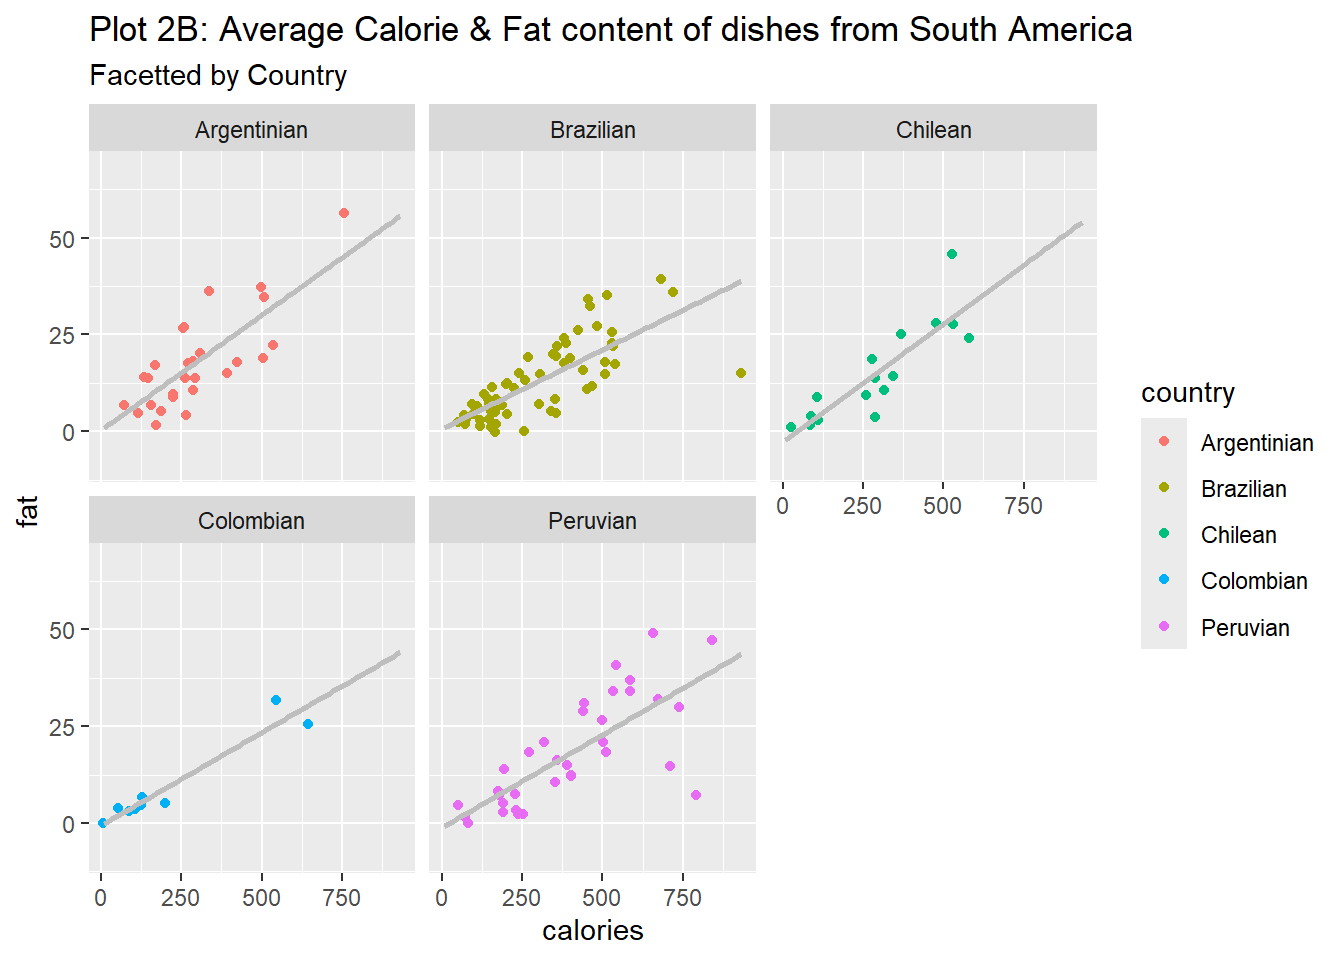 Plot 2B: Average Calorie & Fat content of dishes from South America
Facetted by Country
Argentinian
Brazilian
Chilean
50
25
0
0 250 500 750
Colombian
Peruvian
50
25
0
0 250 500 750
0 250 500 750
calories
fat
country
Argentinian
Brazilian
Chilean
Colombian
Peruvian